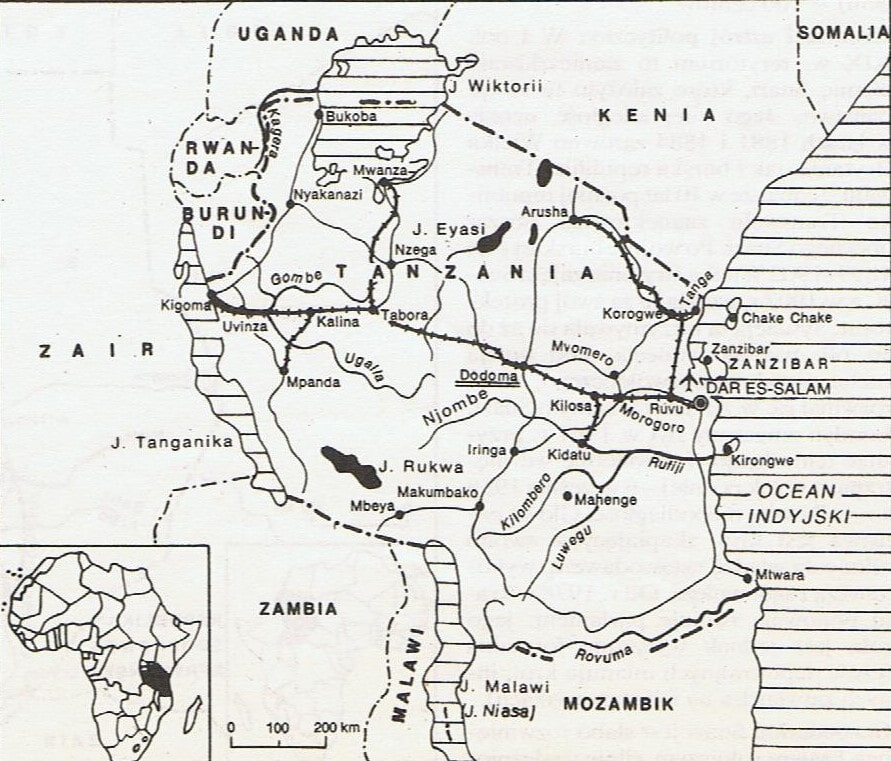 UGANDA
SOMALIA
J Wiktorii
KENIA
Bukoba
Kagera
RWAN-
DA
Mwanza
Nyakanazi
BURUN-
DI
Arusha
J. Eyasi
Nzega
TANZANIA
Gombe
Kigoma
Uvinza
Kalina
Tabora
Korogwe
Tanga
Chake Chake
ZAIR
Mvomero
Zanzibar
ZANZIBAR
Ugalla
Mpanda
Dodoma
DAR ES-SALAM
Njombe
Kilosa
Morogoro
Ruvu
J. Tanganika
Iringa
Kidatu
Rufiji
Kirongwe
J. Rukwa
Makumbako
Mbeya
Kilombero
Mahenge
OCEAN
INDYJSKI
Luwegu
Mtwara
ZAMBIA
Rovuma
MALAWI
J. Malawi
(J. Niasa)
MOZAMBIK
0 100 200 km